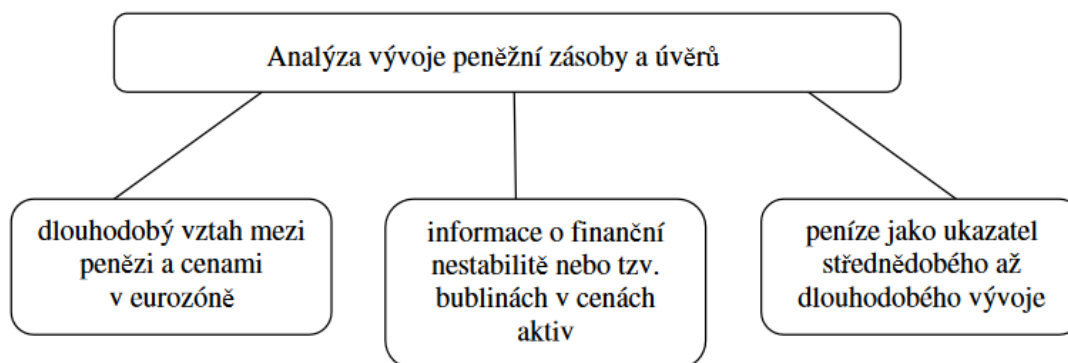 Analýza vývoje peněžní zásoby a úvěrů
dlouhodobý vztah mezi
penězi a cenami
v eurozóně
informace o finanční
nestabilitě nebo tzv.
bublinách v cenách
aktiv
peníze jako ukazatel
střednědobého až
dlouhodobého vývoje